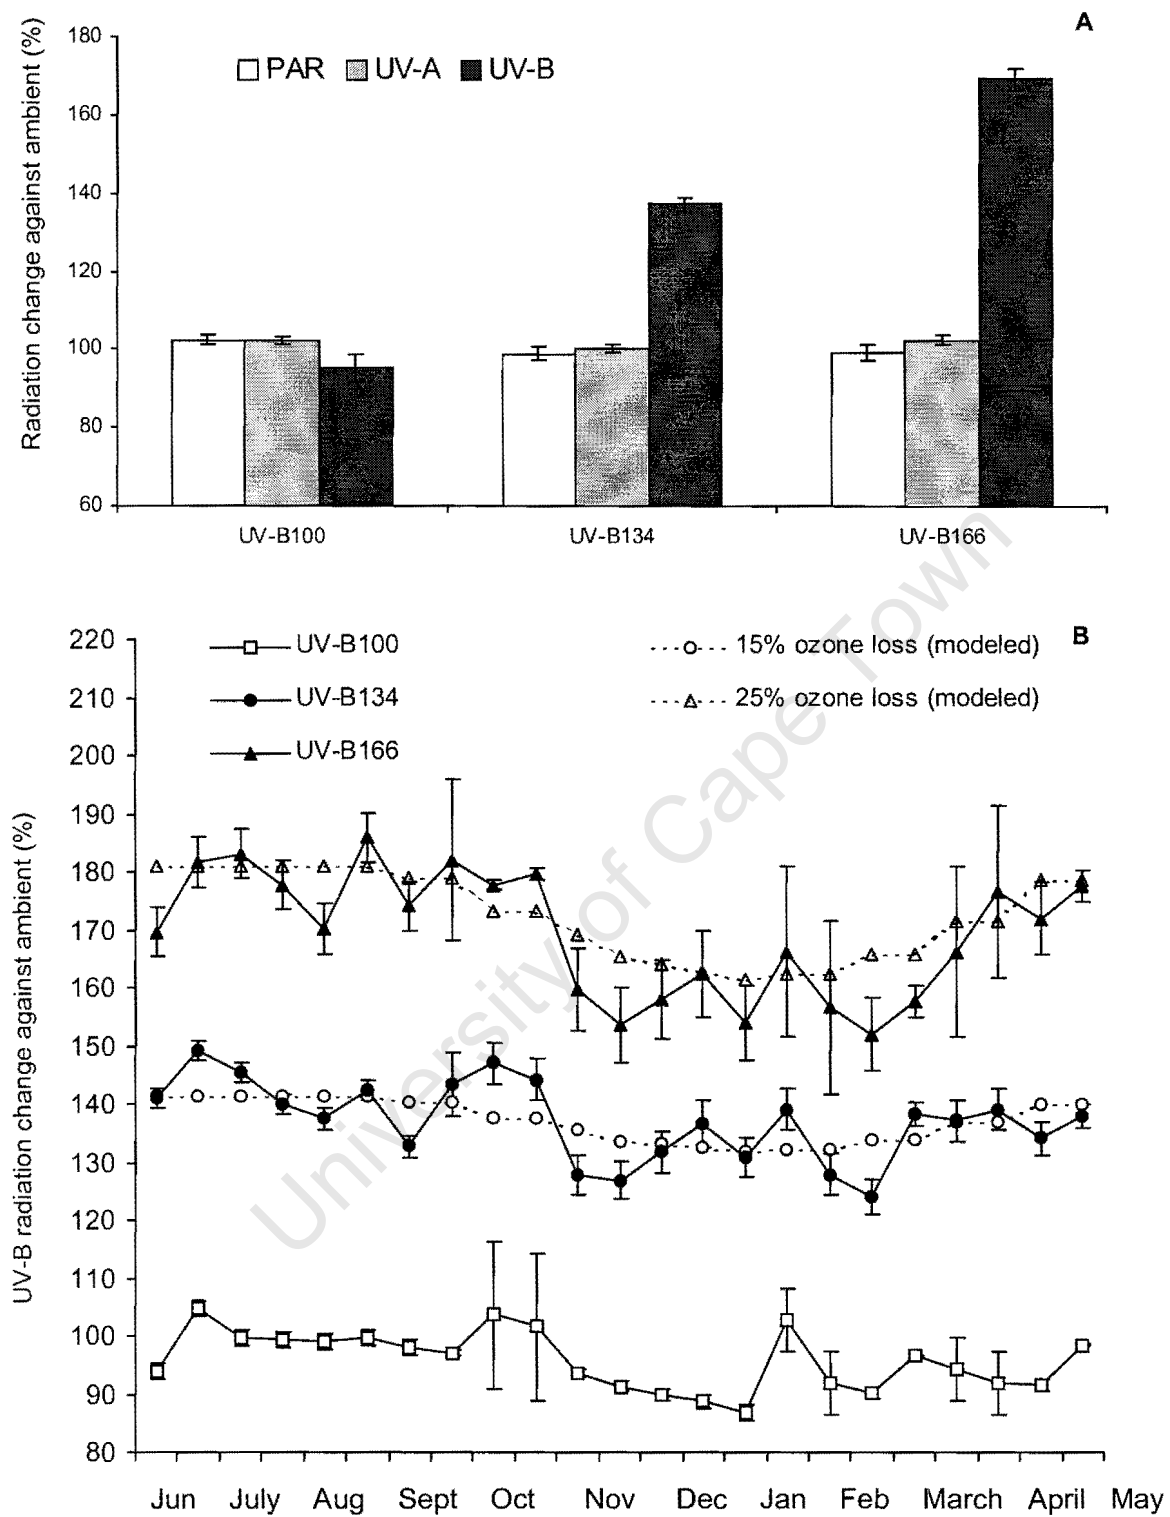 A
Radiation change against ambient (%)
180
160
140
120
100
80
60
PAR UV-A UV-B
UV-B100 UV-B134 UV-B166
B
UV-B radiation change against ambient (%)
220
210
200
190
180
170
160
150
140
130
120
110
100
90
80
UV-B100
UV-B134
UV-B166
15% ozone loss (modeled)
25% ozone loss (modeled)
Jun July Aug Sept Oct Nov Dec Jan Feb March April May
University of Cape Town